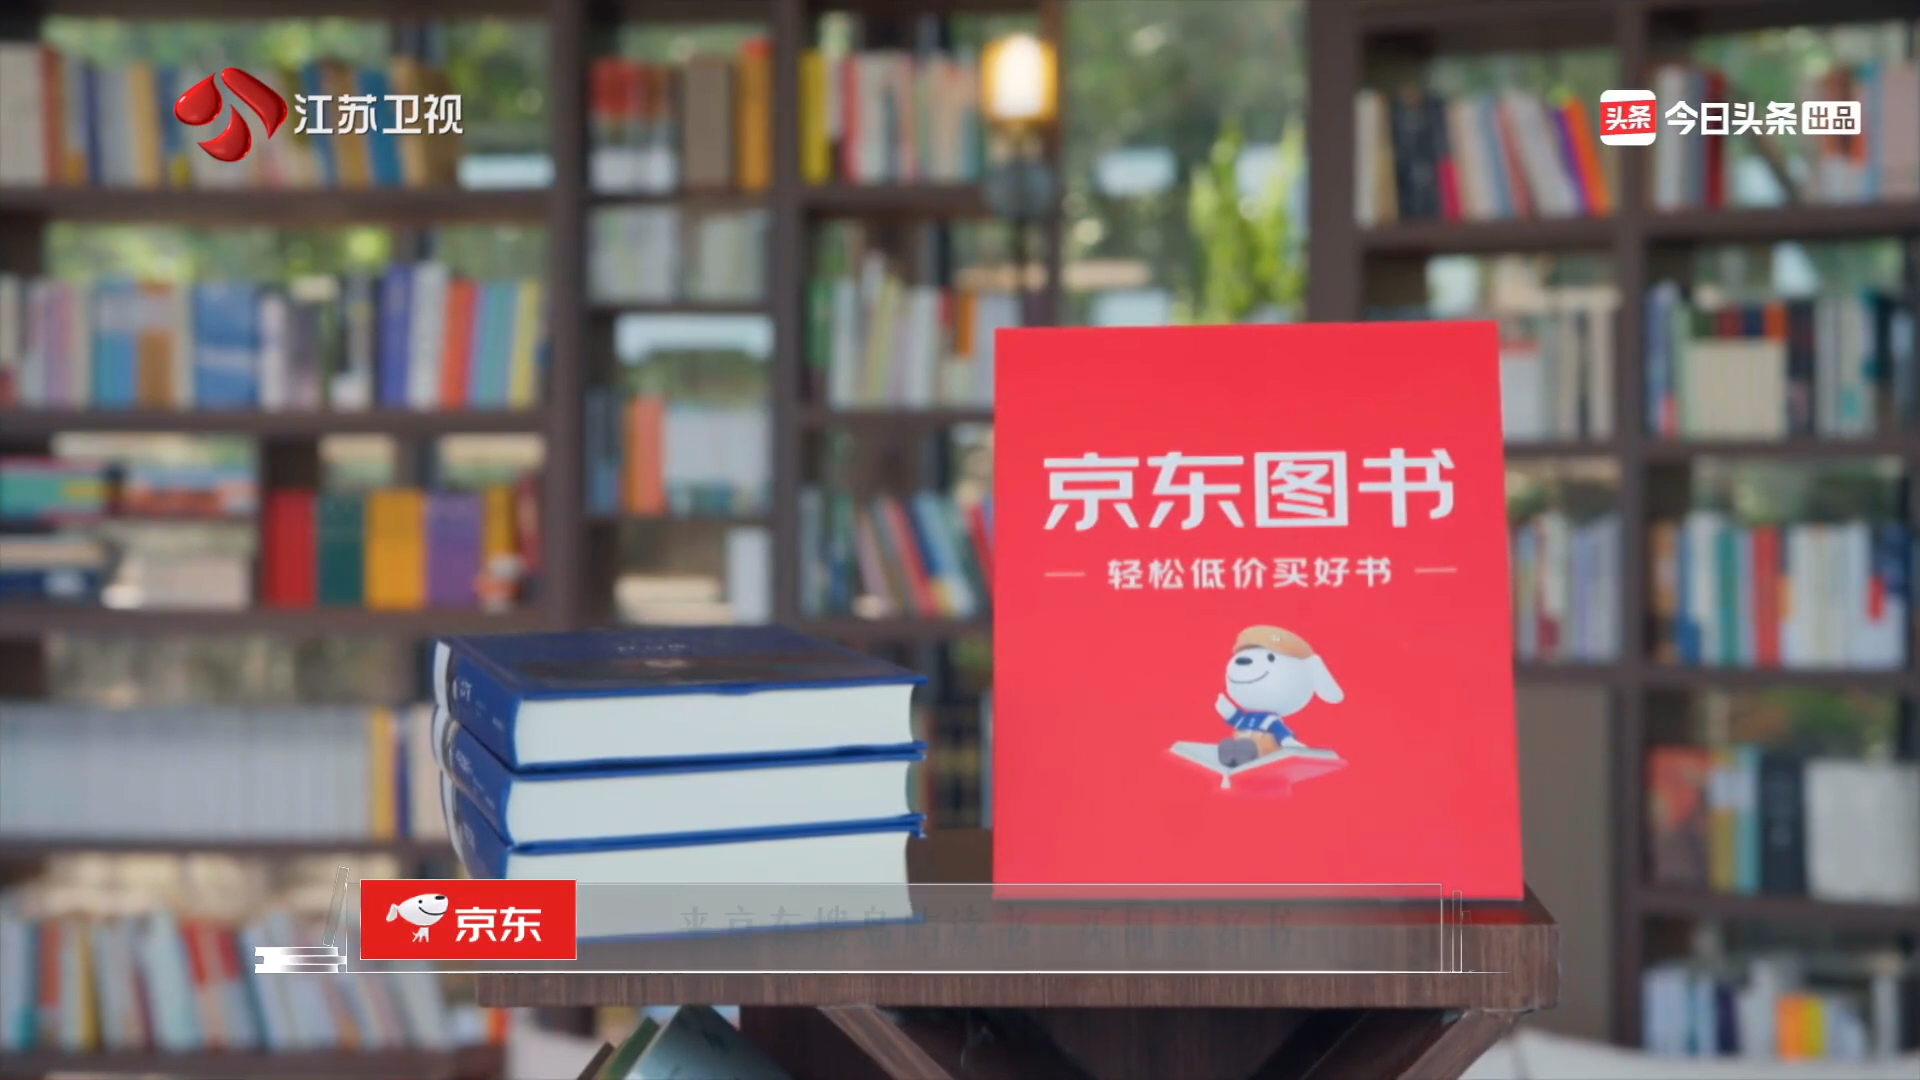 江苏卫视
头条 今日头条 出品
京东图书
轻松低价买好书
京东